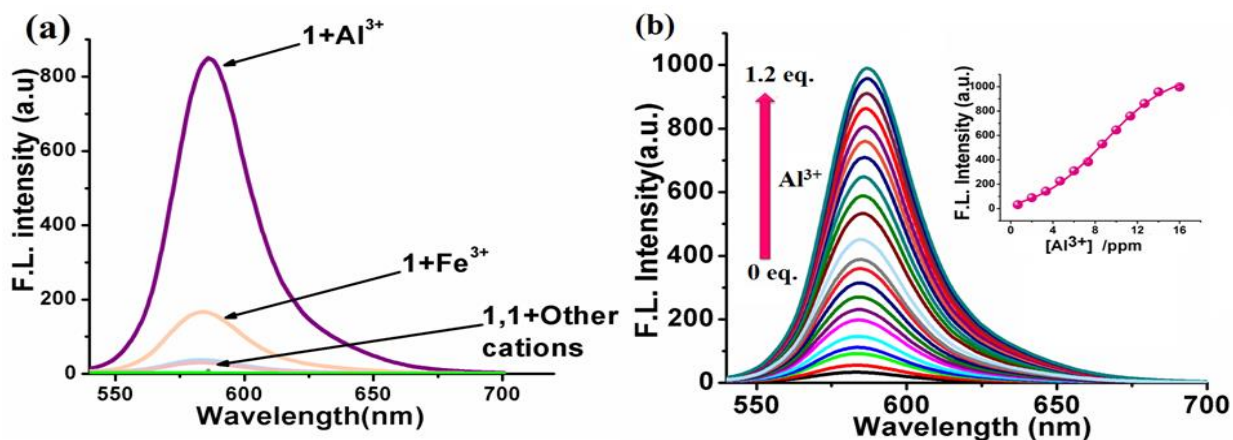 (a)
1+Al³⁺
1+Fe³⁺
1,1+Other
cations
F.L. intensity (a.u)
800
600
400
200
0
550
600
650
700
Wavelength(nm)
(b)
1.2 eq.
Al³⁺
0 eq.
F.L. Intensity(a.u.)
1000
800
600
400
200
0
550
600
650
700
Wavelength (nm)
F.L. Intensity (a.u.)
1000
800
600
400
200
0
0
4
8
12
16
[Al³⁺] /ppm